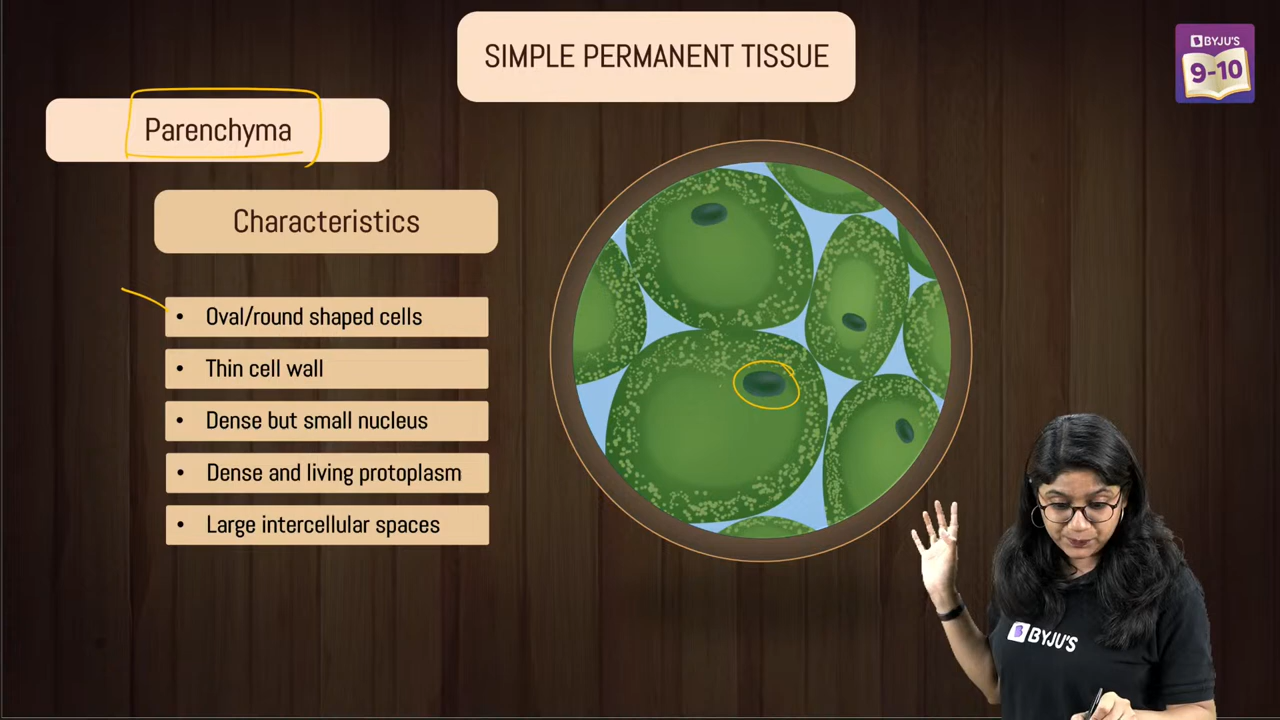 SIMPLE PERMANENT TISSUE
BYJU'S
9-10
Parenchyma
Characteristics
• Oval/round shaped cells
• Thin cell wall
• Dense but small nucleus
• Dense and living protoplasm
• Large intercellular spaces
BYJU'S